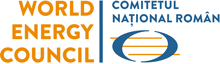 WORLD
ENERGY
COUNCIL
COMITETUL
NAȚIONAL ROMÂN